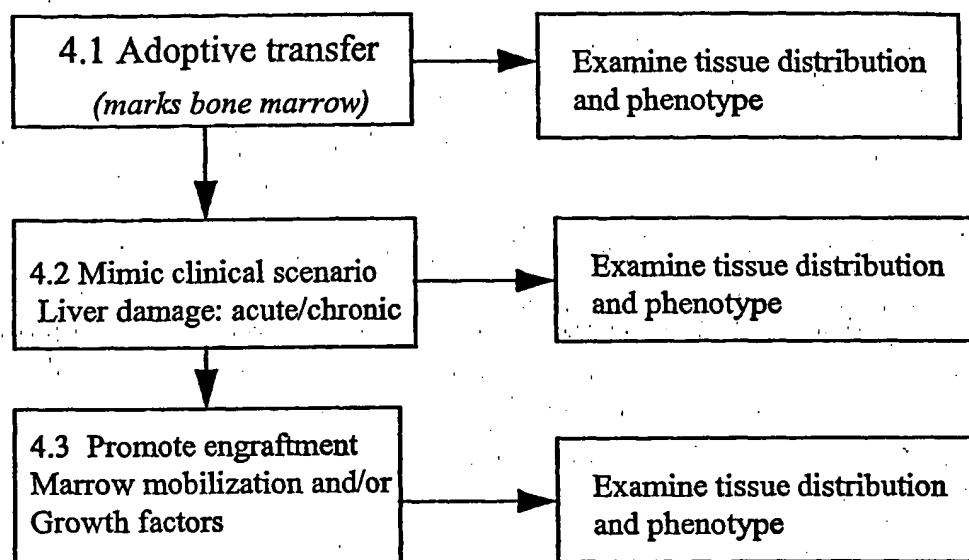 4.1 Adoptive transfer
(marks bone marrow)
Examine tissue distribution
and phenotype
4.2 Mimic clinical scenario
Liver damage: acute/chronic
Examine tissue distribution
and phenotype
4.3 Promote engraftment
Marrow mobilization and/or
Growth factors
Examine tissue distribution
and phenotype